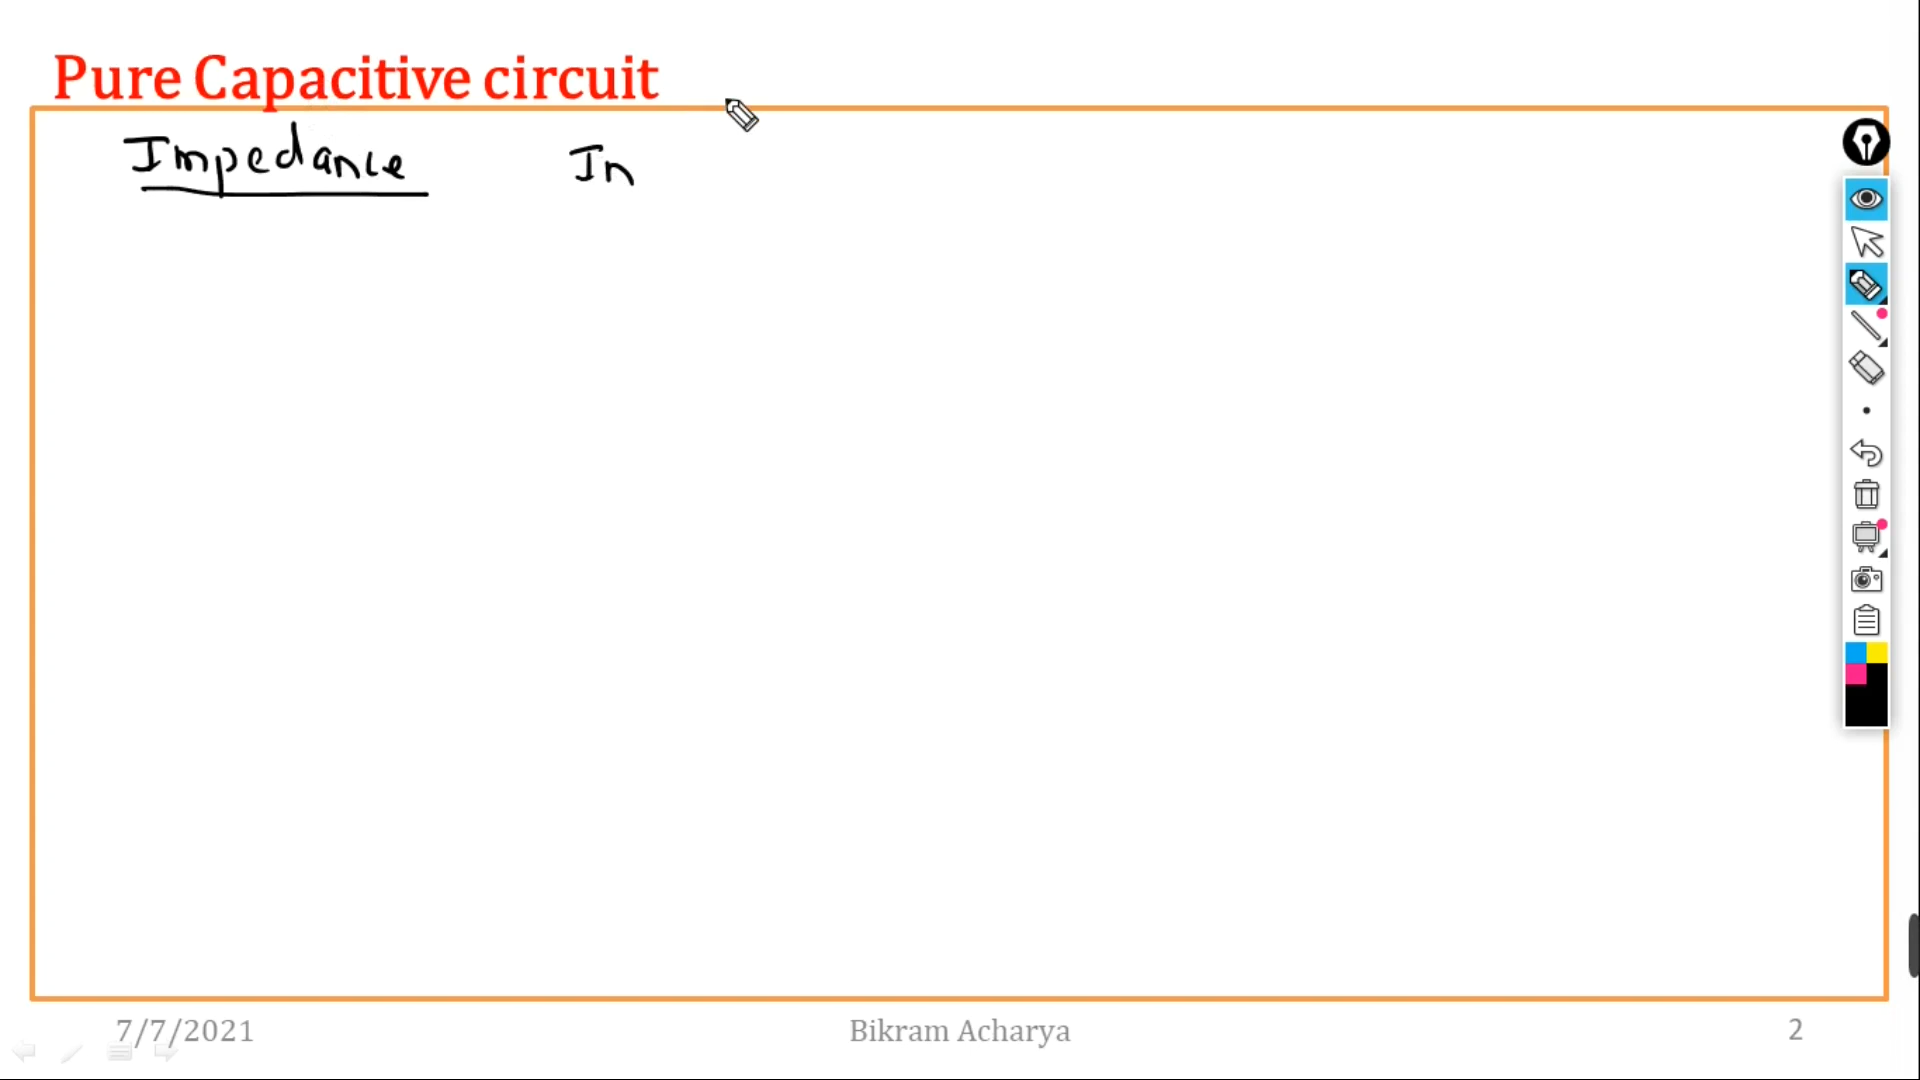 Pure Capacitive circuit
Impedance In
7/7/2021 Bikram Acharya 2